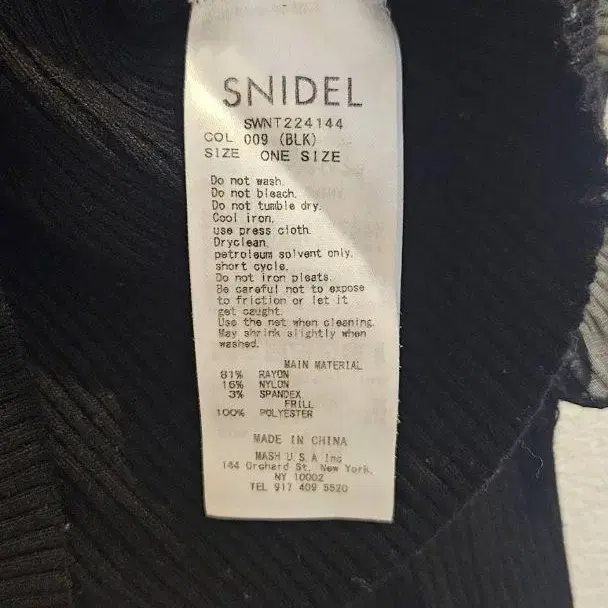 SNIDEL
SWNT224144
COL 009 (BLK)
SIZE ONE SIZE
Do not wash.
Do not bleach.
Do not tumble dry.
Cool iron.
use press cloth.
Dryclean.
petroleum solvent only.
short cycle.
Do not iron pleats.
Be careful not to expose
to friction or let it
get caught.
Use the net when cleaning.
May shrink slightly when
washed.
MAIN MATERIAL
81% RAYON
16% NYLON
3% SPANDEX
FRILL
100% POLYESTER
MADE IN CHINA
MASH U.S.A Inc
144 Orchard St, New York,
NY 10002
TEL 917 409 5520